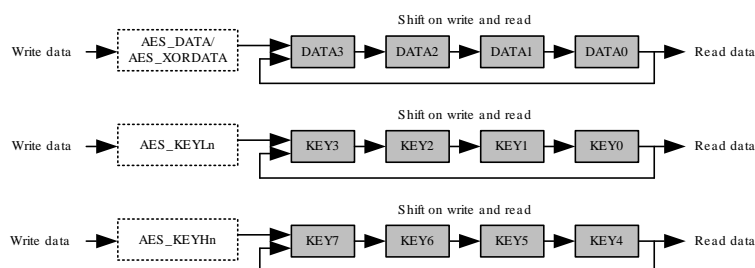 Shift on write and read
Write data AES_DATA/ AES_XORDATA DATA3 DATA2 DATA1 DATA0 Read data
Shift on write and read
Write data AES_KEYLn KEY3 KEY2 KEY1 KEY0 Read data
Shift on write and read
Write data AES_KEYHn KEY7 KEY6 KEY5 KEY4 Read data